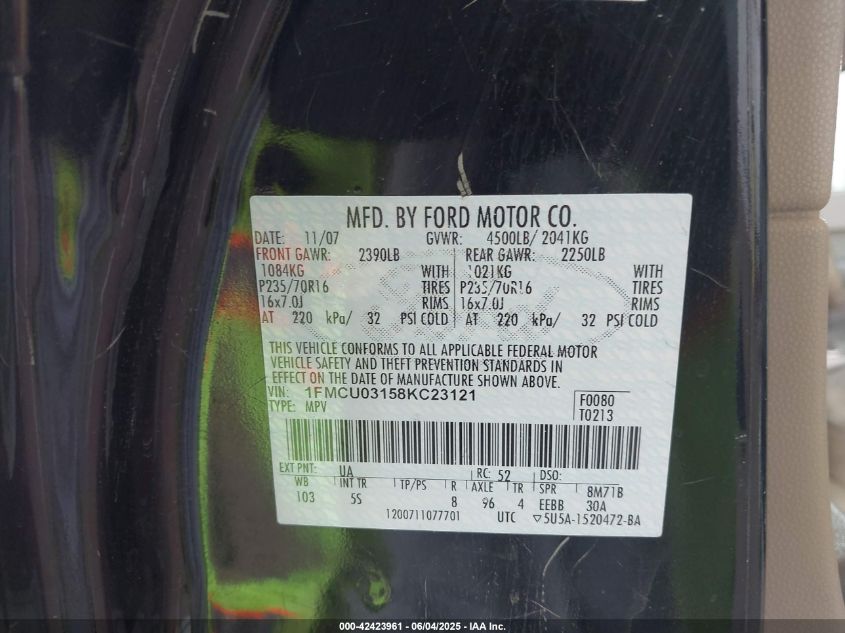 MFD. BY FORD MOTOR CO.
DATE: 11/07 GVWR: 4500LB/ 2041KG
FRONT GAWR: 2390LB REAR GAWR: 2250LB
1084KG WITH 1021KG WITH
P235/70R16 TIRES P235/70R16 TIRES
16x7.0J RIMS 16x7.0J RIMS
AT 220 kPa/ 32 PSI COLD AT 220 kPa/ 32 PSI COLD
THIS VEHICLE CONFORMS TO ALL APPLICABLE FEDERAL MOTOR
VEHICLE SAFETY AND THEFT PREVENTION STANDARDS IN
EFFECT ON THE DATE OF MANUFACTURE SHOWN ABOVE.
VIN: 1FMCU03158KC23121 F0080
TYPE: MPV T0213
EXT PNT: UA RC: 52 DSO:
WB INT TR TP/PS R AXLE TR SPR 8M71B
103 5S 8 96 4 EEBB 30A
1200711077701 UTC ▽5U5A-1520472-BA
000-42423961 - 06/04/2025 - IAA Inc.